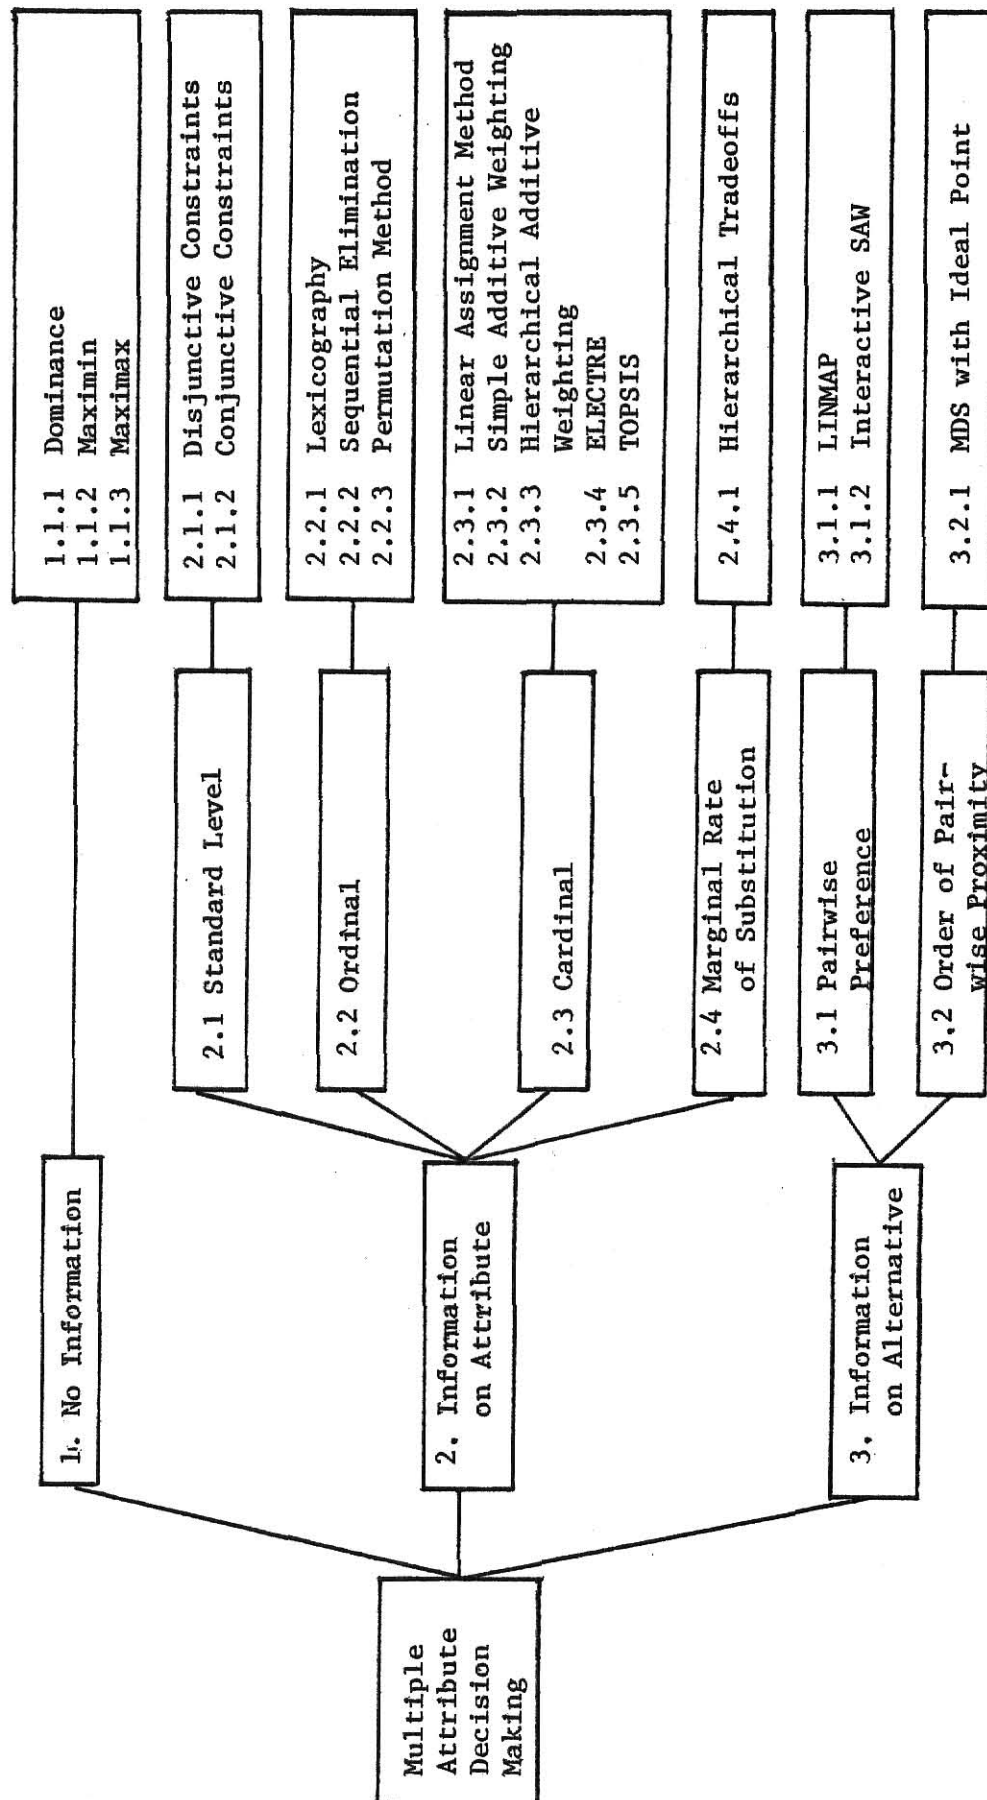 Multiple
Attribute
Decision
Making
1. No Information
2. Information
on Attribute
3. Information
on Alternative
2.1 Standard Level
2.2 Ordinal
2.3 Cardinal
2.4 Marginal Rate
of Substitution
3.1 Pairwise
Preference
3.2 Order of Pair-
wise Proximity
1.1.1 Dominance
1.1.2 Maximin
1.1.3 Maximax
2.1.1 Disjunctive Constraints
2.1.2 Conjunctive Constraints
2.2.1 Lexicography
2.2.2 Sequential Elimination
2.2.3 Permutation Method
2.3.1 Linear Assignment Method
2.3.2 Simple Additive Weighting
2.3.3 Hierarchical Additive
Weighting
2.3.4 ELECTRE
2.3.5 TOPSIS
2.4.1 Hierarchical Tradeoffs
3.1.1 LINMAP
3.1.2 Interactive SAW
3.2.1 MDS with Ideal Point